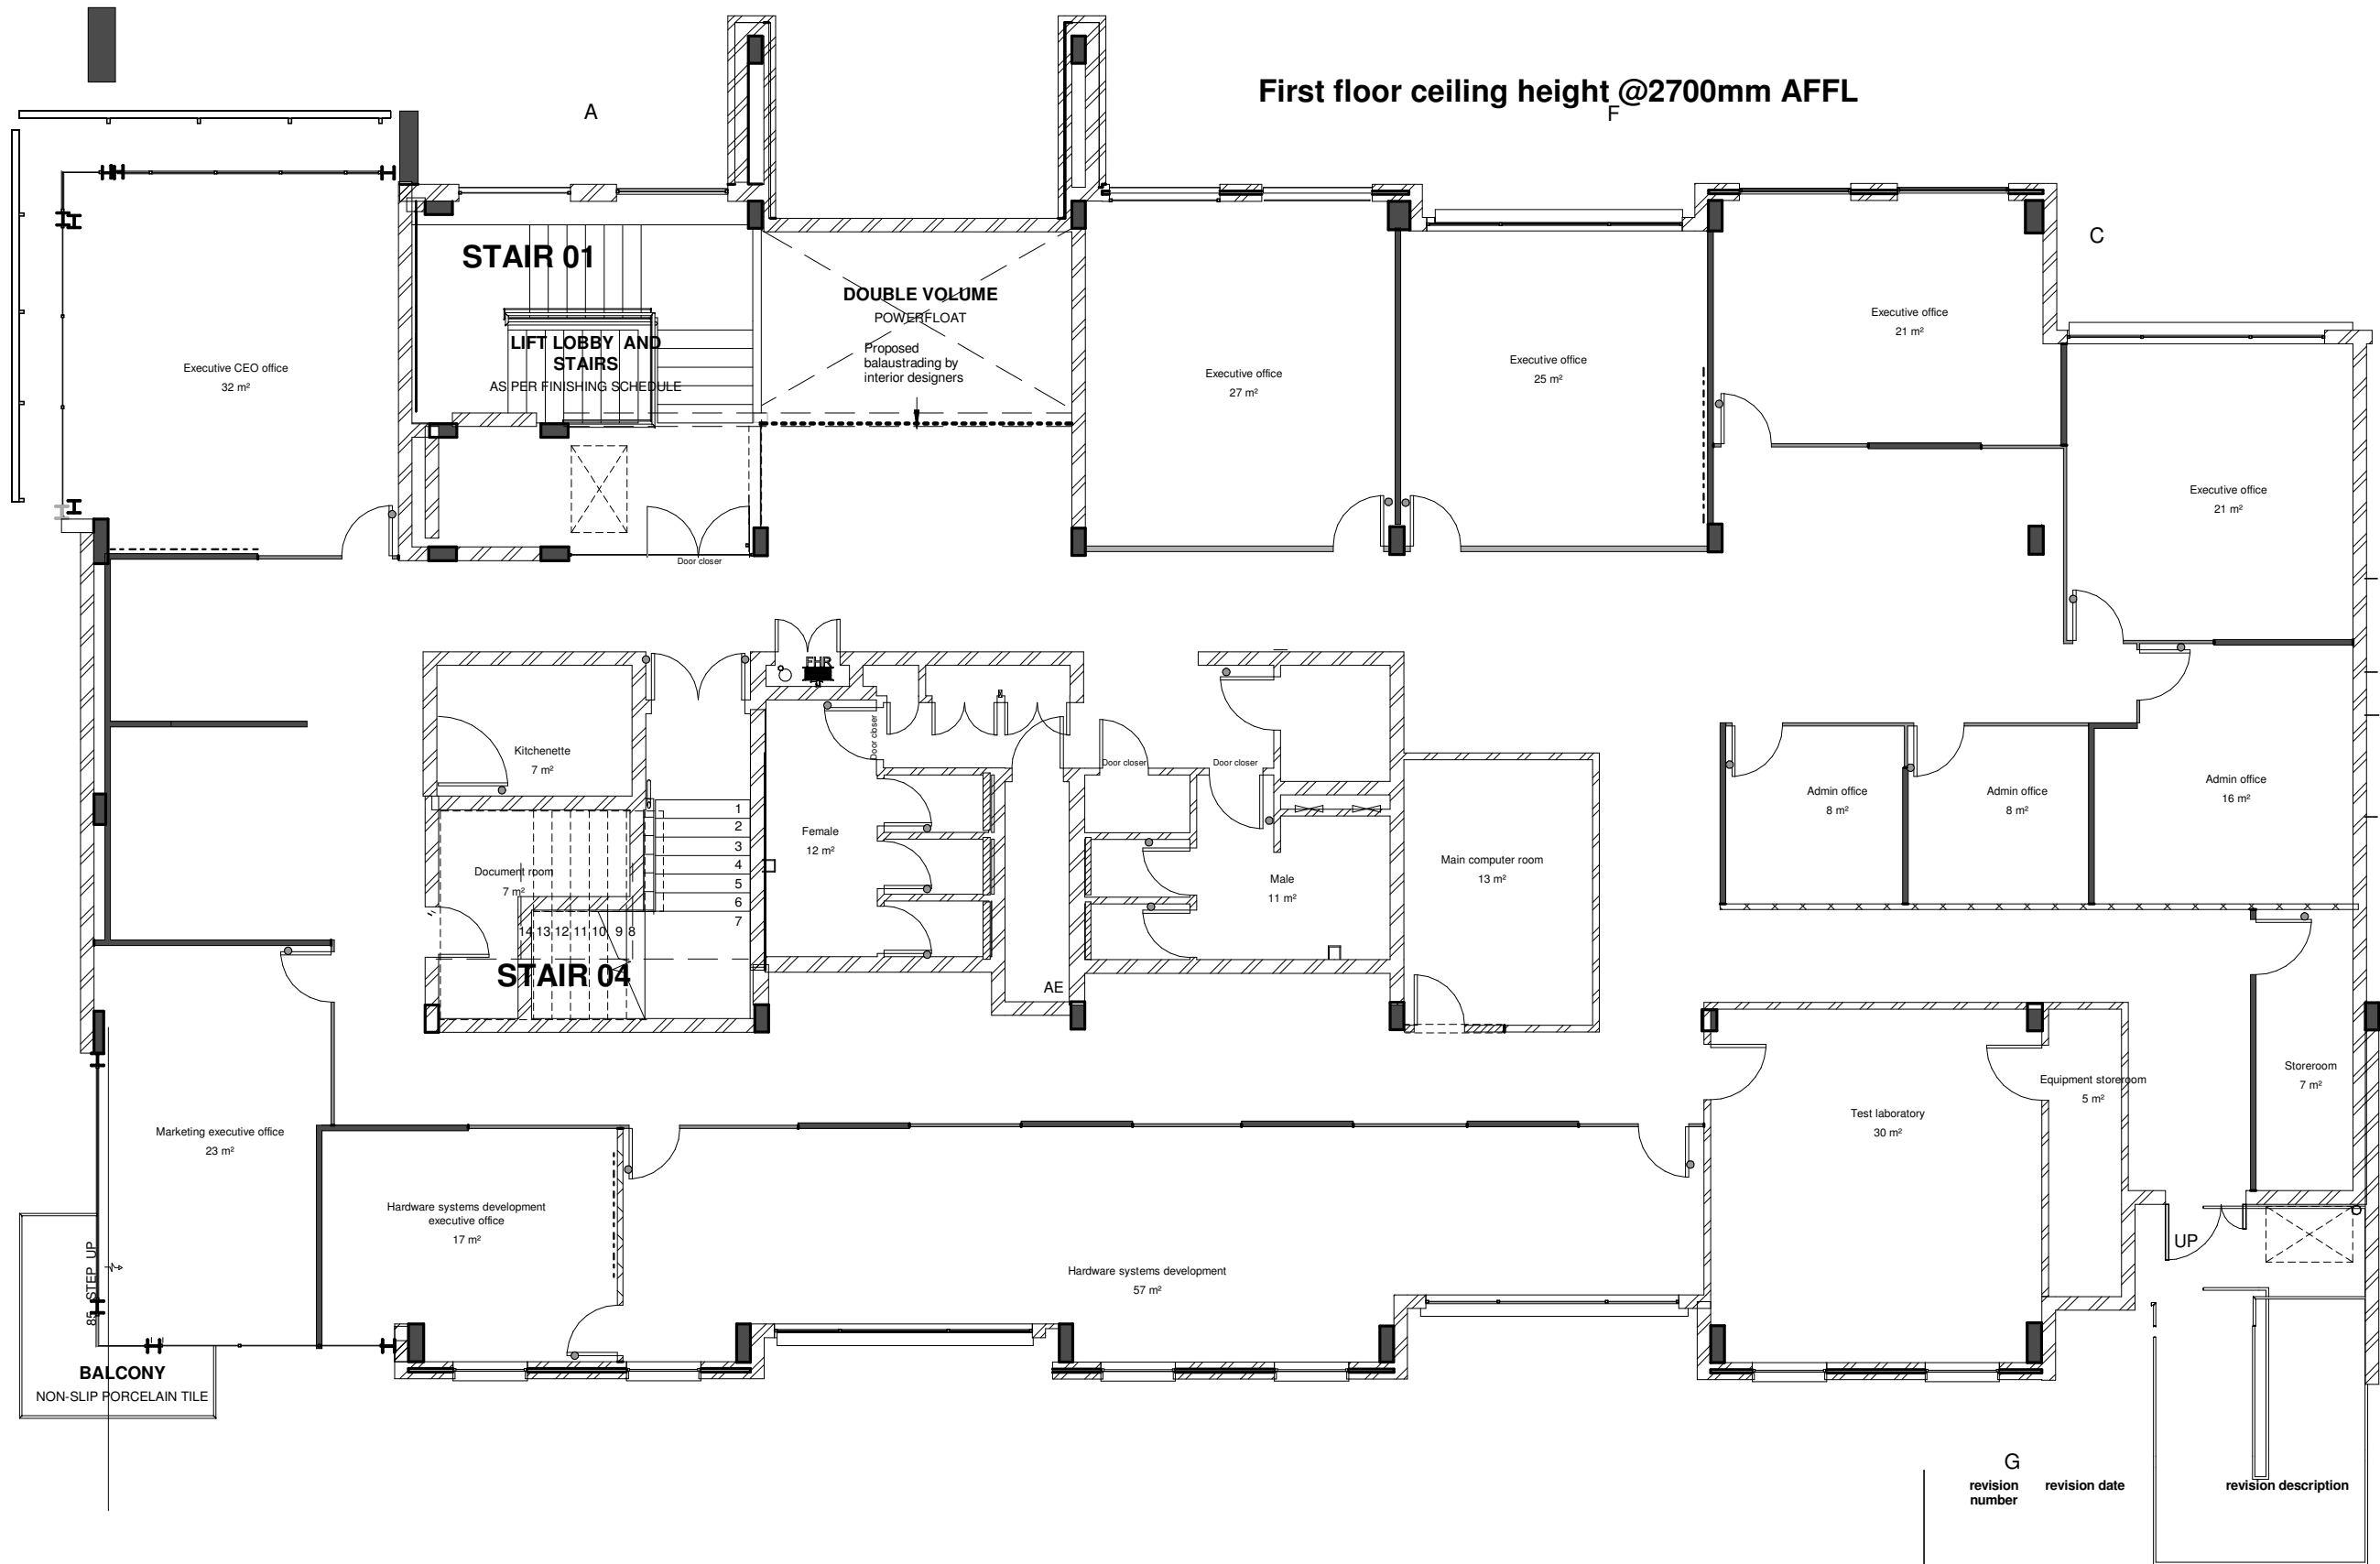 First floor ceiling height @2700mm AFFL
A
F
C
STAIR 01
LIFT LOBBY AND
STAIRS
AS PER FINISHING SCHEDULE
DOUBLE VOLUME
POWERFLOAT
Proposed
balaustrading by
interior designers
Executive CEO office
32 m²
Executive office
27 m²
Executive office
25 m²
Executive office
21 m²
Executive office
21 m²
X
Door closer
FHR
Kitchenette
7 m²
Door closer
Door closer
Door closer
Document room
7 m²
1
2
3
4
5
6
7
14 13 12 11 10 9 8
STAIR 04
Female
12 m²
AE
Male
11 m²
Main computer room
13 m²
Admin office
8 m²
Admin office
8 m²
Admin office
16 m²
Marketing executive office
23 m²
Hardware systems development
executive office
17 m²
Hardware systems development
57 m²
Test laboratory
30 m²
Equipment storeroom
5 m²
Storeroom
7 m²
UP
85 STEP UP
BALCONY
NON-SLIP PORCELAIN TILE
G
revision
number
revision date
revision description